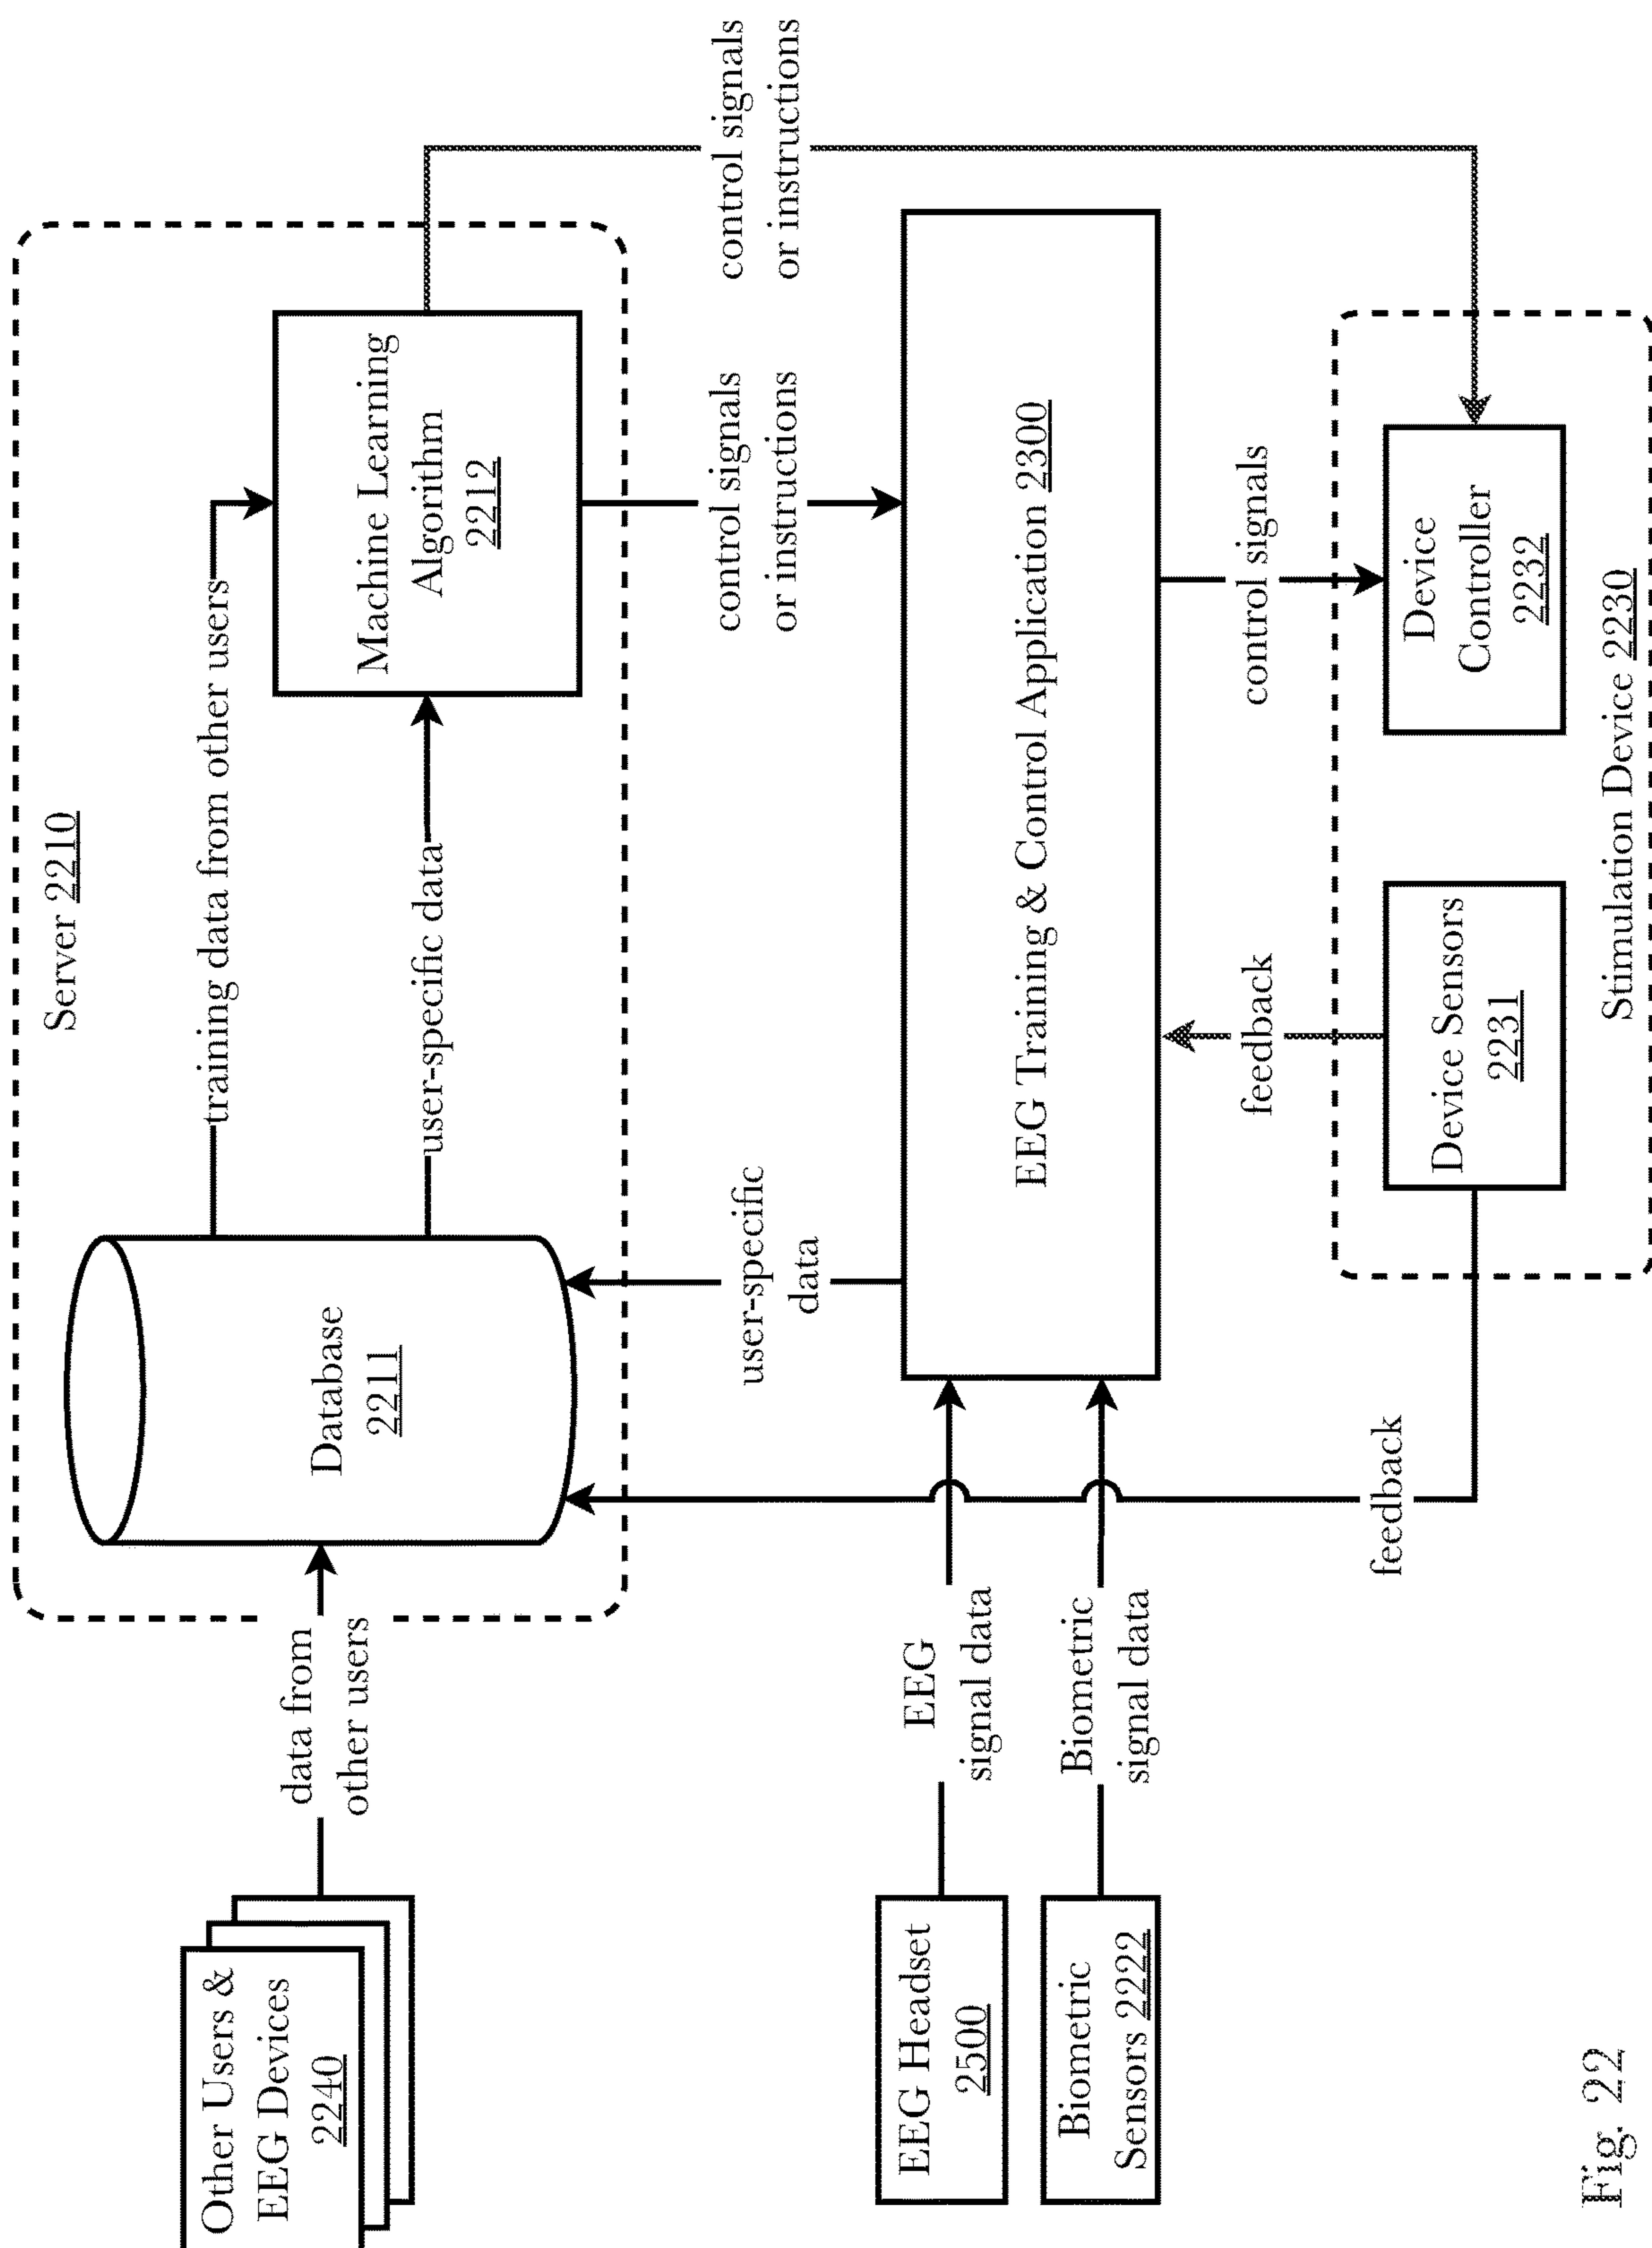 Server 2210
Other Users &
EEG Devices
2240
data from
other users
Database
2211
training data from other users
user-specific data
Machine Learning
Algorithm
2212
user-specific
data
control signals
or instructions
control signals
or instructions
EEG Headset
2500
EEG
signal data
Biometric
Sensors 2222
Biometric
signal data
EEG Training & Control Application 2300
feedback
feedback
control signals
Device Sensors
2231
Device
Controller
2232
Stimulation Device 2230
Fig. 22